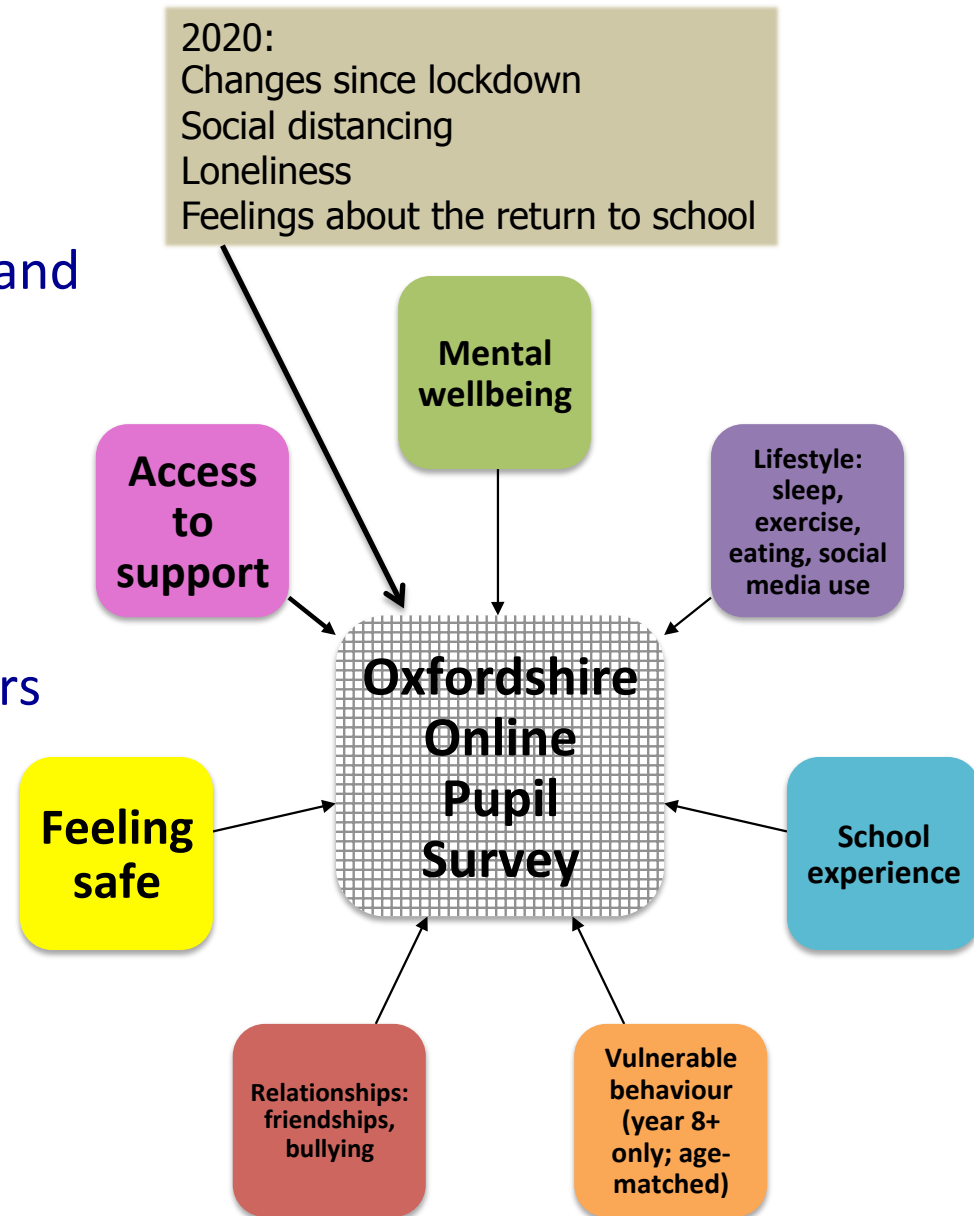 2020:
Changes since lockdown
Social distancing
Loneliness
Feelings about the return to school
and
Mental
wellbeing
Access
to
support
Lifestyle:
sleep,
exercise,
eating, social
media use
Oxfordshire
Online
Pupil
Survey
rs
Feeling
safe
School
experience
Relationships:
friendships,
bullying
Vulnerable
behaviour
(year 8+
only; age-
matched)